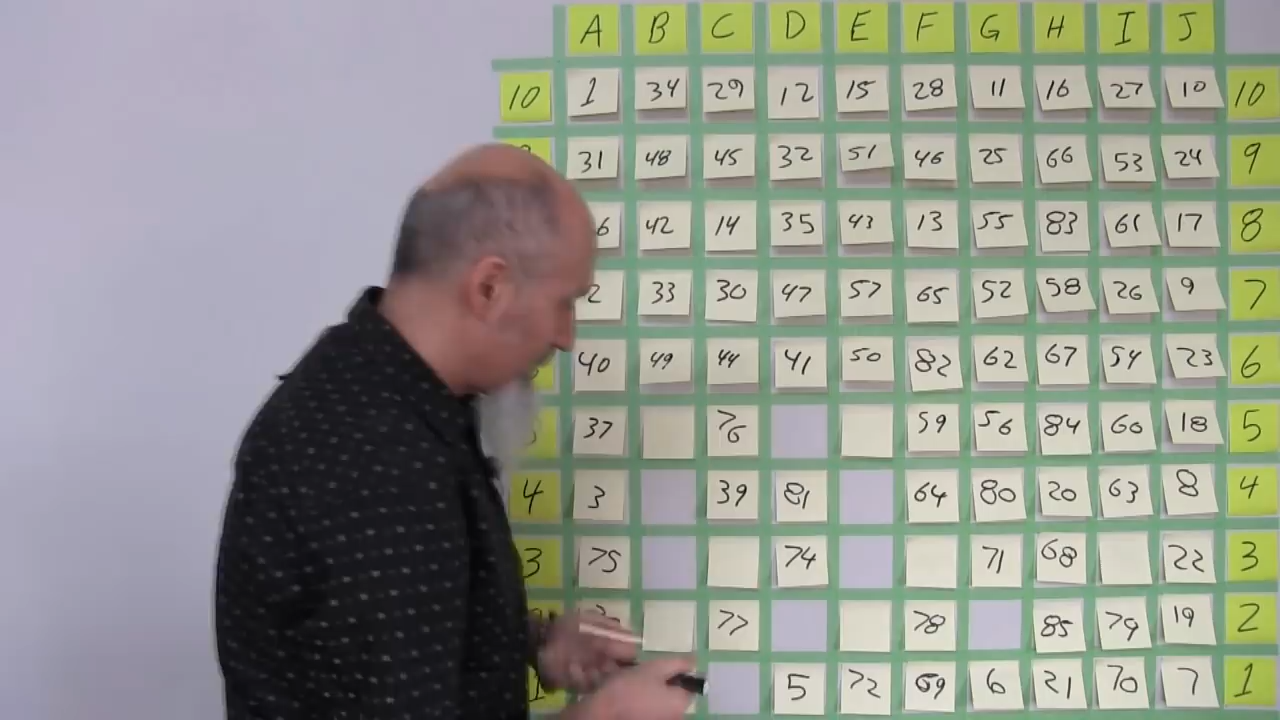 A B C D E F G H I J
10 1 34 29 12 15 28 11 16 27 10 10
31 48 45 32 51 46 25 66 53 24 9
42 14 35 43 13 55 83 61 17 8
2 33 30 47 57 65 52 58 26 9 7
40 49 44 41 50 82 62 67 54 23 6
37 76 59 56 84 60 18 5
4 3 39 81 64 80 20 63 8 4
3 75 74 71 68 22 3
77 78 85 79 19 2
1 5 72 69 6 21 70 7 1